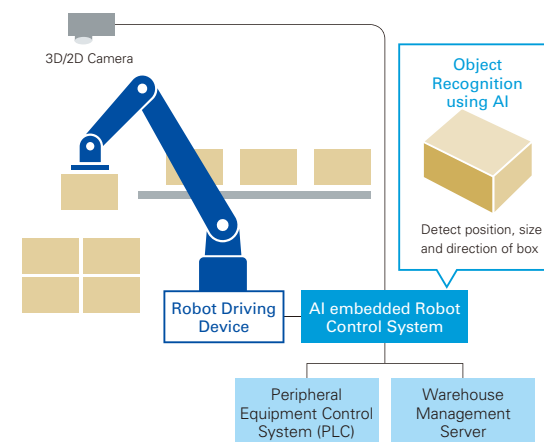 3D/2D Camera
Object
Recognition
using AI
Detect position, size
and direction of box
Robot Driving
Device
AI embedded Robot
Control System
Peripheral
Equipment Control
System (PLC)
Warehouse
Management
Server